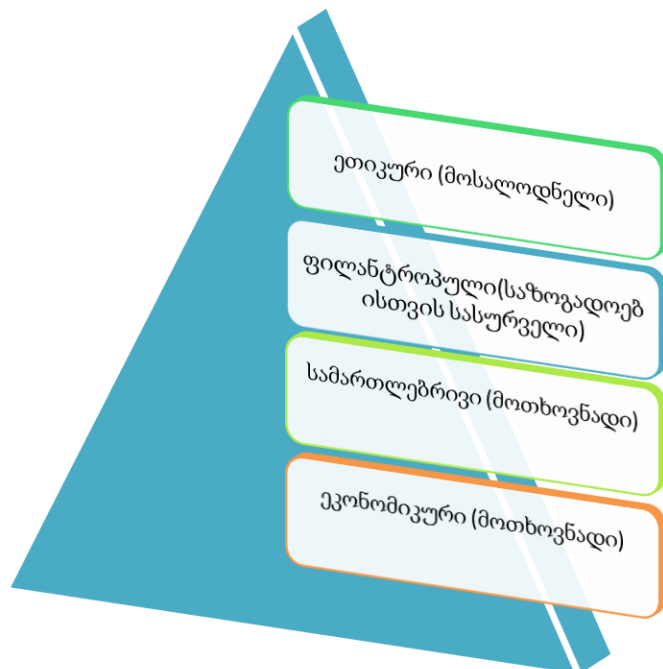 ეთიკური (მოსალოდნელი)
ფილანტროპული(საზოგადოებ
ისთვის სასურველი)
სამართლებრივი (მოთხოვნადი)
ეკონომიკური (მოთხოვნადი)